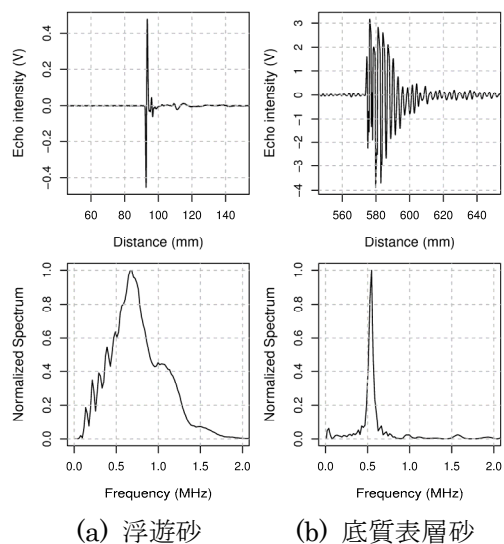 Echo intensity (V)
0.4
0.2
0.0
−0.2
−0.4
60 80 100 120 140
Distance (mm)
Echo intensity (V)
3
2
1
0
−1
−2
−3
−4
560 580 600 620 640
Distance (mm)
Normalized Spectrum
1.0
0.8
0.6
0.4
0.2
0.0
0.0 0.5 1.0 1.5 2.0
Frequency (MHz)
Normalized Spectrum
1.0
0.8
0.6
0.4
0.2
0.0
0.0 0.5 1.0 1.5 2.0
Frequency (MHz)
(a) 浮遊砂
(b) 底質表層砂